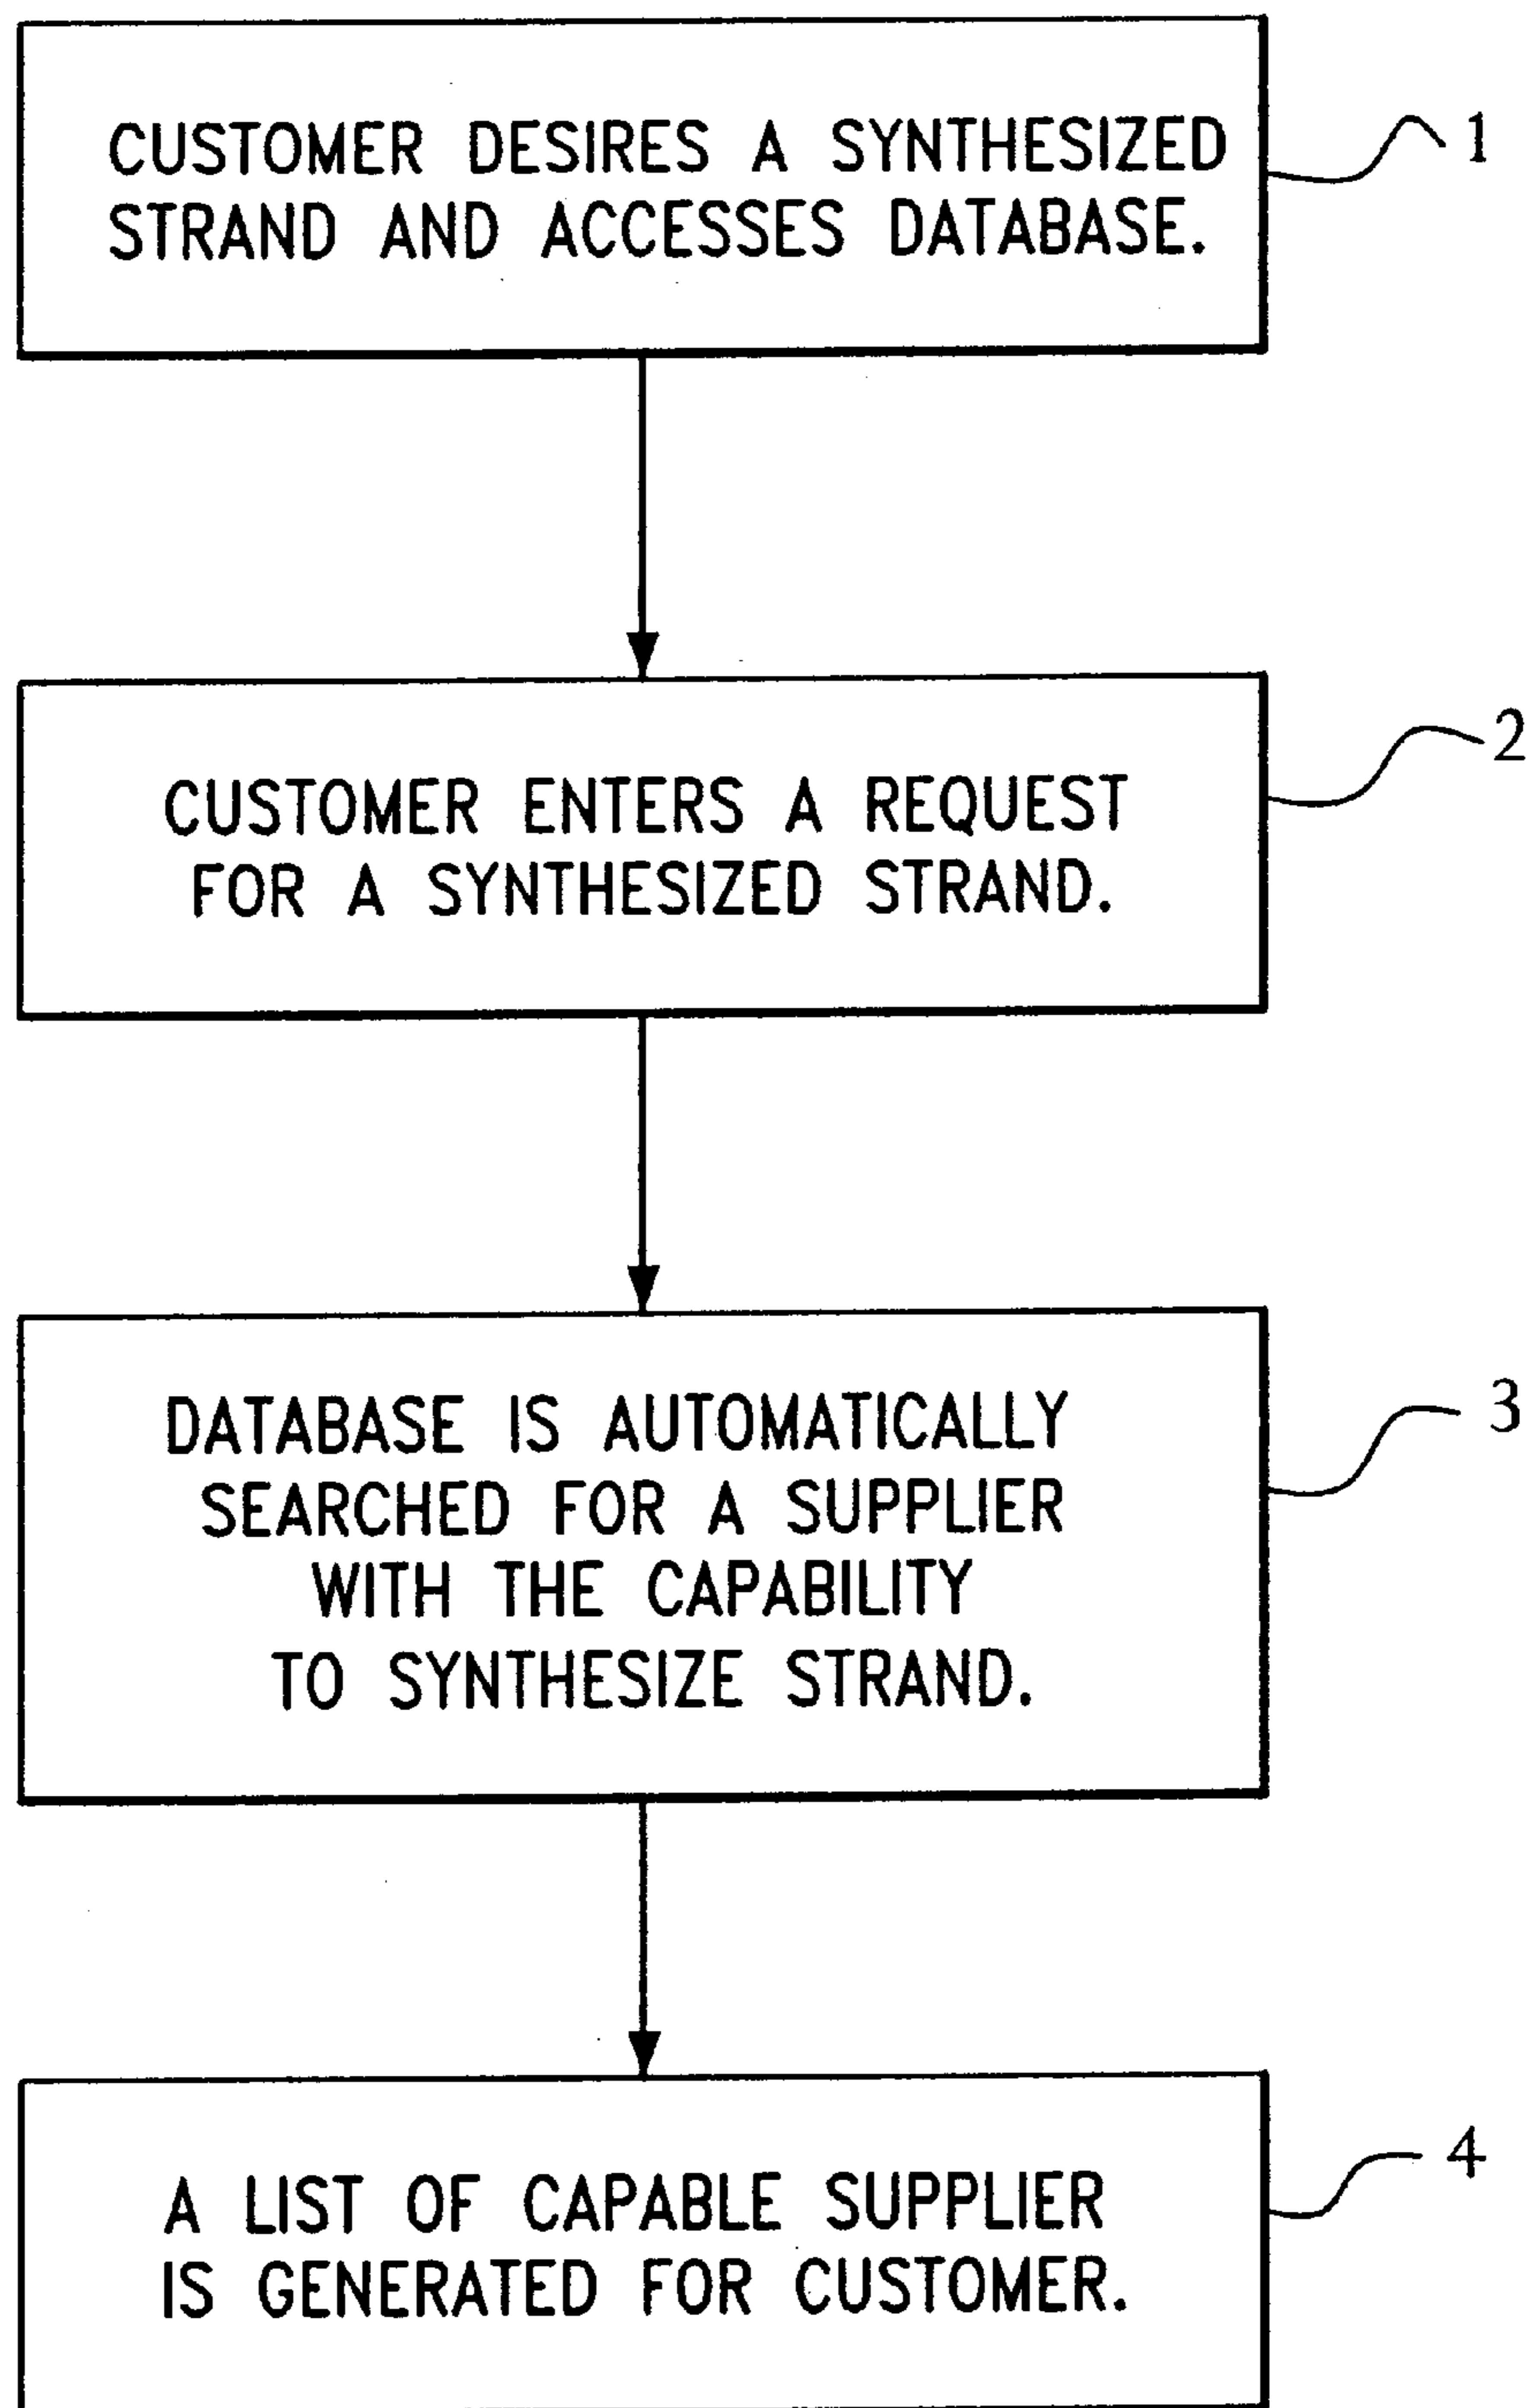 CUSTOMER DESIRES A SYNTHESIZED
STRAND AND ACCESSES DATABASE.
1
CUSTOMER ENTERS A REQUEST
FOR A SYNTHESIZED STRAND.
2
DATABASE IS AUTOMATICALLY
SEARCHED FOR A SUPPLIER
WITH THE CAPABILITY
TO SYNTHESIZE STRAND.
3
A LIST OF CAPABLE SUPPLIER
IS GENERATED FOR CUSTOMER.
4